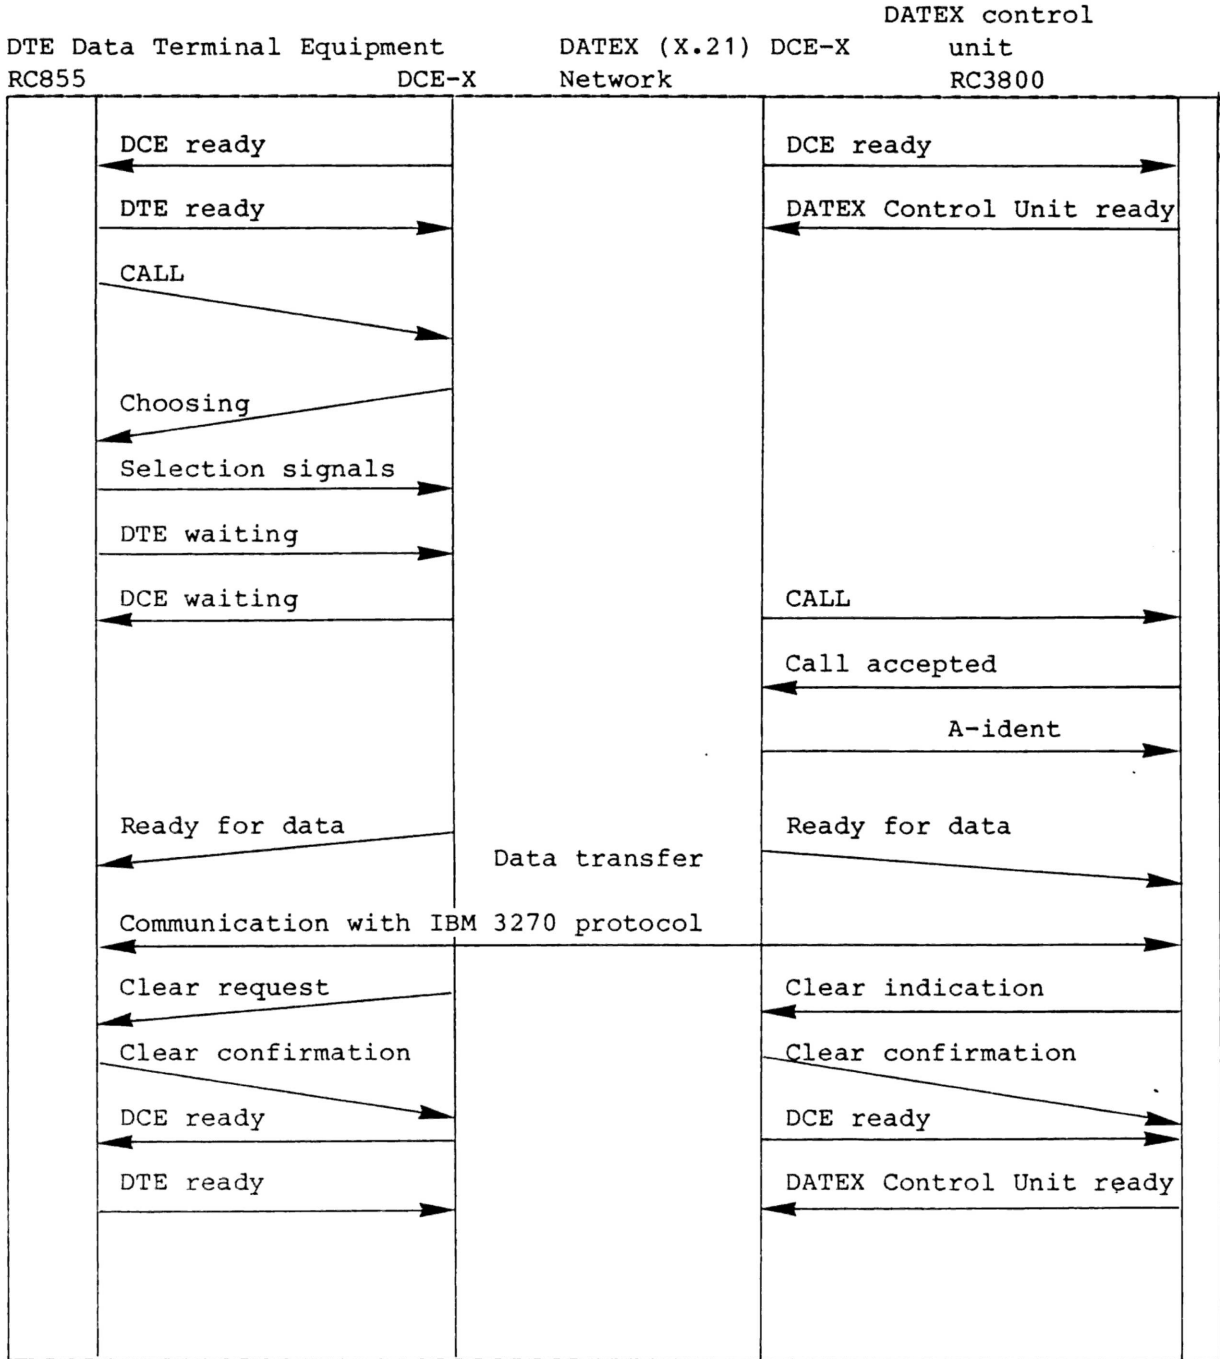 DATEX control
DTE Data Terminal Equipment DATEX (X.21) DCE-X unit
RC855 DCE-X Network RC3800
DCE ready DCE ready
DTE ready DATEX Control Unit ready
CALL
Choosing
Selection signals
DTE waiting
DCE waiting CALL
Call accepted
A-ident
Ready for data Ready for data
Data transfer
Communication with IBM 3270 protocol
Clear request Clear indication
Clear confirmation Clear confirmation
DCE ready DCE ready
DTE ready DATEX Control Unit ready